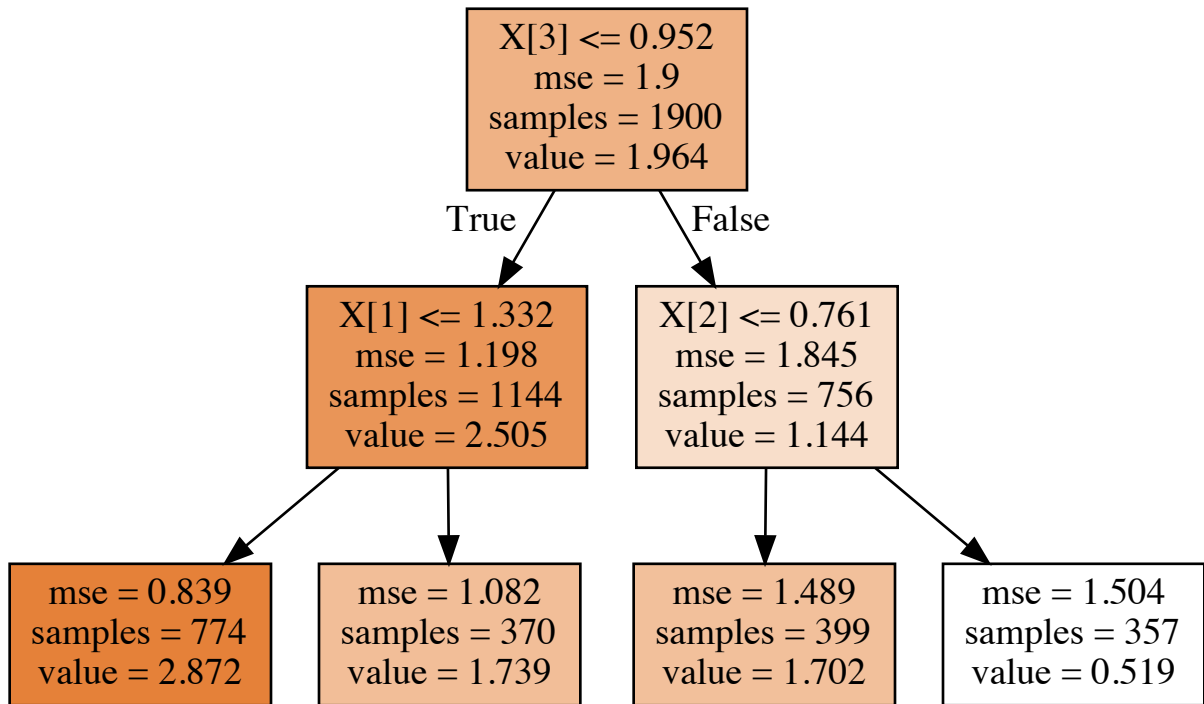 X[3] <= 0.952
mse = 1.9
samples = 1900
value = 1.964
True
False
X[1] <= 1.332
mse = 1.198
samples = 1144
value = 2.505
X[2] <= 0.761
mse = 1.845
samples = 756
value = 1.144
mse = 0.839
samples = 774
value = 2.872
mse = 1.082
samples = 370
value = 1.739
mse = 1.489
samples = 399
value = 1.702
mse = 1.504
samples = 357
value = 0.519